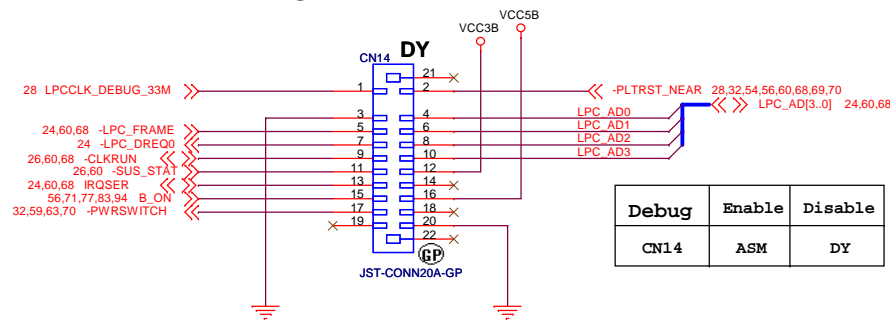 VCC5B
VCC3B
CN14
DY
21
28 LPCCLK_DEBUG_33M
1
2
-PLTRST_NEAR 28,32,54,56,60,68,69,70
LPC_AD[3..0] 24,60,68
3
4
LPC_AD0
24,60,68 -LPC_FRAME
5
6
LPC_AD1
24 -LPC_DREQ0
7
8
LPC_AD2
26,60,68 -CLKRUN
9
10
LPC_AD3
26,60 -SUS_STAT
11
12
24,60,68 IRQSER
13
14
56,71,77,83,94 B_ON
15
16
32,59,63,70 -PWRSWITCH
17
18
19
20
22
GP
JST-CONN20A-GP
Debug Enable Disable
CN14 ASM DY